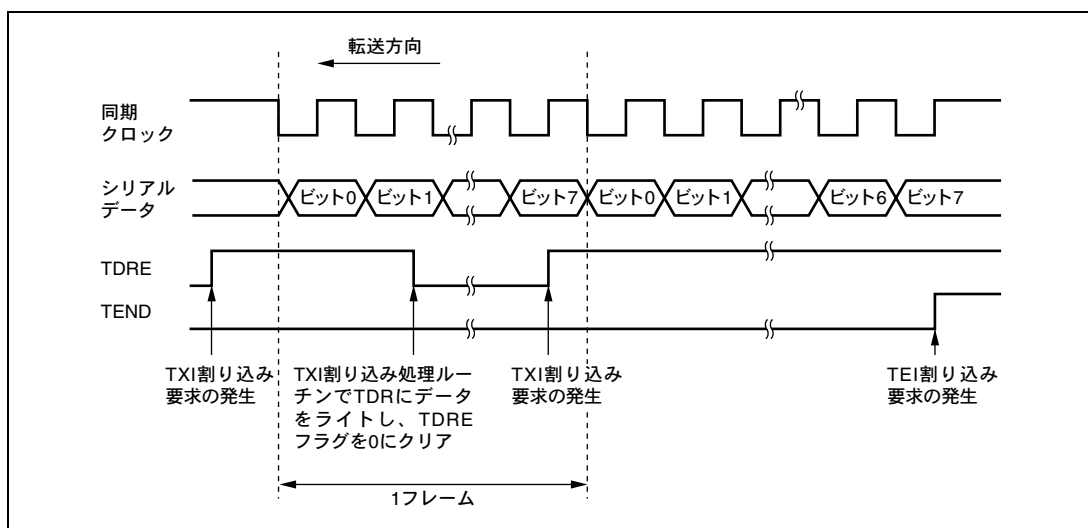 転送方向
同期
クロック
シリアル
データ
ビット0
ビット1
ビット7
ビット0
ビット1
ビット6
ビット7
TDRE
TEND
TXI割り込み
要求の発生
TXI割り込み処理ルー
チンでTDRにデータ
をライトし、TDRE
フラグを0にクリア
TXI割り込み
要求の発生
TEI割り込み
要求の発生
1フレーム